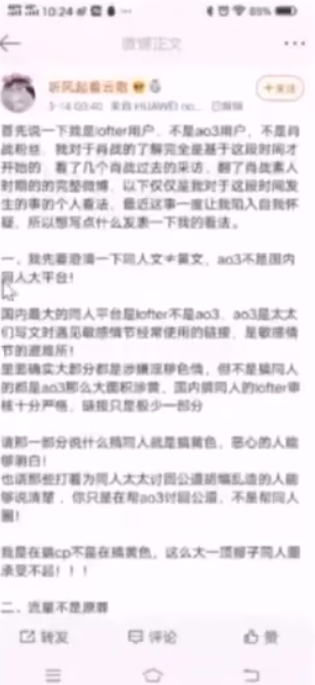 10:24
85%
微博正文
听风起看云歌
+关注
3-14 00:40 来自 HUAWEI no... 已编辑
首先说一下我是lofter用户，不是ao3用户，不是肖
战粉丝，我对于肖战的了解完全是基于这段时间才
开始的，看了几个肖战过去的采访，翻了肖战素人
时期的的完整微博，以下仅仅是我对于这段时间发
生的事的个人看法，最近这事一度让我陷入自我怀
疑，所以想写点什么发表一下我的看法。
一、我先要澄清一下同人文≠黄文，ao3不是国内
同人大平台！
国内最大的同人平台是lofter不是ao3，ao3是太太
们写文时遇见敏感情节经常使用的链接，是敏感情
节的避难所！
里面确实大部分都是涉嫌淫秽色情，但不是搞同人
的都是ao3那么大面积涉黄，国内搞同人的lofter审
核十分严格，链接只是极少一部分
请那一部分说什么搞同人就是搞黄色，恶心的人能
够明白！
也请那些打着为同人太太讨回公道胡编乱造的人能
够说清楚，你只是在帮ao3讨回公道，不是帮同人
圈！
我是在搞cp不是在搞黄色，这么大一顶帽子同人圈
承受不起！！！
二、流量不是原罪
转发
评论
赞